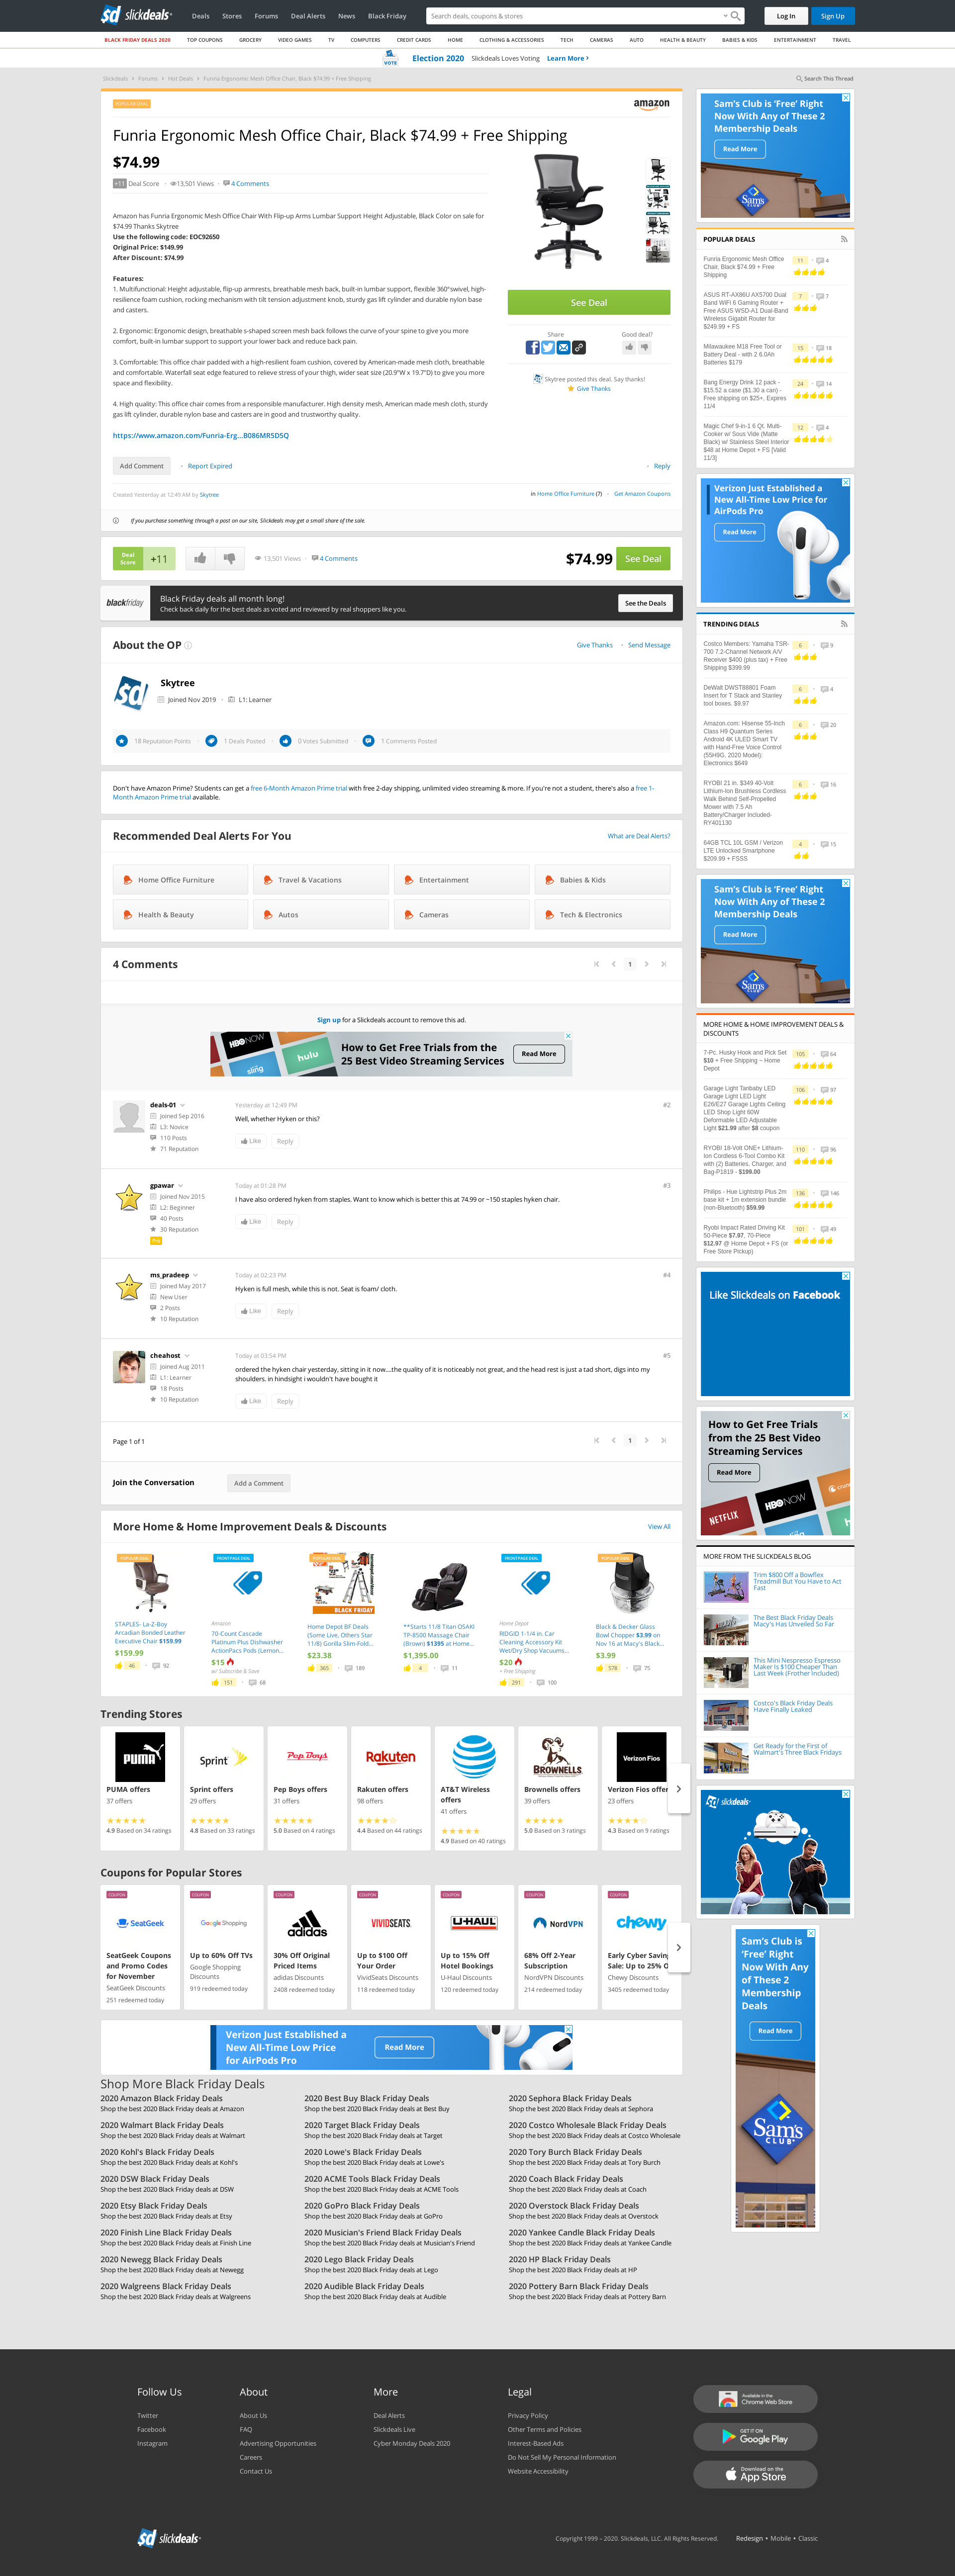 slickdeals
Deals Stores Forums Deal Alerts News Black Friday
Search deals, coupons & stores
Log In
Sign Up
BLACK FRIDAY DEALS 2020 TOP COUPONS GROCERY VIDEO GAMES TV COMPUTERS CREDIT CARDS HOME CLOTHING & ACCESSORIES TECH CAMERAS AUTO HEALTH & BEAUTY BABIES & KIDS ENTERTAINMENT TRAVEL
VOTE
Election 2020 Slickdeals Loves Voting Learn More ›
Slickdeals › Forums › Hot Deals › Funria Ergonomic Mesh Office Chair, Black $74.99 + Free Shipping
Search This Thread
POPULAR DEAL
amazon
Funria Ergonomic Mesh Office Chair, Black $74.99 + Free Shipping
$74.99
+11 Deal Score • 13,501 Views • 4 Comments
Amazon has Funria Ergonomic Mesh Office Chair With Flip-up Arms Lumbar Support Height Adjustable, Black Color on sale for
$74.99 Thanks Skytree
Use the following code: EOC92650
Original Price: $149.99
After Discount: $74.99
Features:
1. Multifunctional: Height adjustable, flip-up armrests, breathable mesh back, built-in lumbar support, flexible 360°swivel, high-
resilience foam cushion, rocking mechanism with tilt tension adjustment knob, sturdy gas lift cylinder and durable nylon base
and casters.
2. Ergonomic: Ergonomic design, breathable s-shaped screen mesh back follows the curve of your spine to give you more
comfort, built-in lumbar support to support your lower back and reduce back pain.
3. Comfortable: This office chair padded with a high-resilience foam cushion, covered by American-made mesh cloth, breathable
and comfortable. Waterfall seat edge featured to relieve stress of your thigh, wider seat size (20.9"W x 19.7"D) to give you more
space and flexibility.
4. High quality: This office chair comes from a responsible manufacturer. High density mesh, American made mesh cloth, sturdy
gas lift cylinder, durable nylon base and casters are in good and trustworthy quality.
https://www.amazon.com/Funria-Erg...B086MR5D5Q
See Deal
Share Good deal?
Skytree posted this deal. Say thanks!
Give Thanks
Add Comment • Report Expired
• Reply
Created Yesterday at 12:49 AM by Skytree
in Home Office Furniture (7) • Get Amazon Coupons
If you purchase something through a post on our site, Slickdeals may get a small share of the sale.
Deal Score +11
13,501 Views • 4 Comments
$74.99 See Deal
blackfriday
Black Friday deals all month long!
Check back daily for the best deals as voted and reviewed by real shoppers like you.
See the Deals
About the OP
Give Thanks • Send Message
Skytree
Joined Nov 2019 • L1: Learner
18 Reputation Points • 1 Deals Posted • 0 Votes Submitted • 1 Comments Posted
Don't have Amazon Prime? Students can get a free 6-Month Amazon Prime trial with free 2-day shipping, unlimited video streaming & more. If you're not a student, there's also a free 1-
Month Amazon Prime trial available.
Recommended Deal Alerts For You
What are Deal Alerts?
Home Office Furniture Travel & Vacations Entertainment Babies & Kids
Health & Beauty Autos Cameras Tech & Electronics
4 Comments
1
Sign up for a Slickdeals account to remove this ad.
HBO NOW sling hulu
How to Get Free Trials from the
25 Best Video Streaming Services
Read More
deals-01
Joined Sep 2016
L3: Novice
110 Posts
71 Reputation
Yesterday at 12:49 PM
#2
Well, whether Hyken or this?
Like Reply
gpawar
Joined Nov 2015
L2: Beginner
40 Posts
30 Reputation
Today at 01:28 PM
#3
I have also ordered hyken from staples. Want to know which is better this at 74.99 or ~150 staples hyken chair.
Like Reply
ms_pradeep
Joined May 2017
New User
2 Posts
10 Reputation
Today at 02:23 PM
#4
Hyken is full mesh, while this is not. Seat is foam/ cloth.
Like Reply
cheahost
Joined Aug 2011
L1: Learner
18 Posts
10 Reputation
Today at 03:54 PM
#5
ordered the hyken chair yesterday, sitting in it now....the quality of it is noticeably not great, and the head rest is just a tad short, digs into my
shoulders. in hindsight i wouldn't have bought it
Like Reply
Page 1 of 1
1
Join the Conversation
Add a Comment
More Home & Home Improvement Deals & Discounts
View All
POPULAR DEAL
STAPLES- La-Z-Boy
Arcadian Bonded Leather
Executive Chair $159.99
$159.99
46 • 92
FRONTPAGE DEAL
Amazon
70-Count Cascade
Platinum Plus Dishwasher
ActionPacs Pods (Lemon...
$15
w/ Subscribe & Save
151 • 68
POPULAR DEAL
BLACK FRIDAY
Home Depot BF Deals
(Some Live, Others Star
11/8) Gorilla Slim-Fold...
$23.38
365 • 189
**Starts 11/8 Titan OSAKI
TP-8500 Massage Chair
(Brown) $1395 at Home...
$1,395.00
4 • 11
FRONTPAGE DEAL
Home Depot
RIDGID 1-1/4 in. Car
Cleaning Accessory Kit
Wet/Dry Shop Vacuums...
$20
+ Free Shipping
291 • 100
POPULAR DEAL
Black & Decker Glass
Bowl Chopper $3.99 on
Nov 16 at Macy's Black...
$3.99
578 • 75
Trending Stores
PUMA
PUMA offers
37 offers
4.9 Based on 34 ratings
Sprint
Sprint offers
29 offers
4.8 Based on 33 ratings
Pep Boys
Pep Boys offers
31 offers
5.0 Based on 4 ratings
Rakuten
Rakuten offers
98 offers
4.4 Based on 44 ratings
AT&T Wireless
offers
41 offers
4.9 Based on 40 ratings
BROWNELLS
Brownells offers
39 offers
5.0 Based on 3 ratings
Verizon Fios
Verizon Fios offers
23 offers
4.3 Based on 9 ratings
Coupons for Popular Stores
COUPON
SeatGeek
SeatGeek Coupons
and Promo Codes
for November
SeatGeek Discounts
251 redeemed today
COUPON
Google Shopping
Up to 60% Off TVs
Google Shopping
Discounts
919 redeemed today
COUPON
adidas
30% Off Original
Priced Items
adidas Discounts
2408 redeemed today
COUPON
VIVID SEATS.
Up to $100 Off
Your Order
VividSeats Discounts
118 redeemed today
COUPON
U-HAUL
Up to 15% Off
Hotel Bookings
U-Haul Discounts
120 redeemed today
COUPON
NordVPN
68% Off 2-Year
Subscription
NordVPN Discounts
214 redeemed today
COUPON
chewy
Early Cyber Saving
Sale: Up to 25% O
Chewy Discounts
3405 redeemed today
Verizon Just Established a
New All-Time Low Price
for AirPods Pro
Read More
Shop More Black Friday Deals
2020 Amazon Black Friday Deals
Shop the best 2020 Black Friday deals at Amazon
2020 Best Buy Black Friday Deals
Shop the best 2020 Black Friday deals at Best Buy
2020 Sephora Black Friday Deals
Shop the best 2020 Black Friday deals at Sephora
2020 Walmart Black Friday Deals
Shop the best 2020 Black Friday deals at Walmart
2020 Target Black Friday Deals
Shop the best 2020 Black Friday deals at Target
2020 Costco Wholesale Black Friday Deals
Shop the best 2020 Black Friday deals at Costco Wholesale
2020 Kohl's Black Friday Deals
Shop the best 2020 Black Friday deals at Kohl's
2020 Lowe's Black Friday Deals
Shop the best 2020 Black Friday deals at Lowe's
2020 Tory Burch Black Friday Deals
Shop the best 2020 Black Friday deals at Tory Burch
2020 DSW Black Friday Deals
Shop the best 2020 Black Friday deals at DSW
2020 ACME Tools Black Friday Deals
Shop the best 2020 Black Friday deals at ACME Tools
2020 Coach Black Friday Deals
Shop the best 2020 Black Friday deals at Coach
2020 Etsy Black Friday Deals
Shop the best 2020 Black Friday deals at Etsy
2020 GoPro Black Friday Deals
Shop the best 2020 Black Friday deals at GoPro
2020 Overstock Black Friday Deals
Shop the best 2020 Black Friday deals at Overstock
2020 Finish Line Black Friday Deals
Shop the best 2020 Black Friday deals at Finish Line
2020 Musician's Friend Black Friday Deals
Shop the best 2020 Black Friday deals at Musician's Friend
2020 Yankee Candle Black Friday Deals
Shop the best 2020 Black Friday deals at Yankee Candle
2020 Newegg Black Friday Deals
Shop the best 2020 Black Friday deals at Newegg
2020 Lego Black Friday Deals
Shop the best 2020 Black Friday deals at Lego
2020 HP Black Friday Deals
Shop the best 2020 Black Friday deals at HP
2020 Walgreens Black Friday Deals
Shop the best 2020 Black Friday deals at Walgreens
2020 Audible Black Friday Deals
Shop the best 2020 Black Friday deals at Audible
2020 Pottery Barn Black Friday Deals
Shop the best 2020 Black Friday deals at Pottery Barn
Sam's Club is 'Free' Right
Now With Any of These 2
Membership Deals
Read More
Sam's
POPULAR DEALS
Funria Ergonomic Mesh Office
Chair, Black $74.99 + Free
Shipping
11 • 4
ASUS RT-AX86U AX5700 Dual
Band WiFi 6 Gaming Router +
Free ASUS WSD-A1 Dual-Band
Wireless Gigabit Router for
$249.99 + FS
7 • 7
Milwaukee M18 Free Tool or
Battery Deal - with 2 6.0Ah
Batteries $179
15 • 18
Bang Energy Drink 12 pack -
$15.52 a case ($1.30 a can) -
Free shipping on $25+, Expires
11/4
24 • 14
Magic Chef 9-in-1 6 Qt. Multi-
Cooker w/ Sous Vide (Matte
Black) w/ Stainless Steel Interior
$48 at Home Depot + FS [Valid
11/3]
12 • 4
Verizon Just Established a
New All-Time Low Price for
AirPods Pro
Read More
TRENDING DEALS
Costco Members: Yamaha TSR-
700 7.2-Channel Network A/V
Receiver $400 (plus tax) + Free
Shipping $399.99
6 • 9
DeWalt DWST88801 Foam
Insert for T Stack and Stanley
tool boxes. $9.97
6 • 4
Amazon.com: Hisense 55-Inch
Class H9 Quantum Series
Android 4K ULED Smart TV
with Hand-Free Voice Control
(55H9G, 2020 Model):
Electronics $649
6 • 20
RYOBI 21 in. $349 40-Volt
Lithium-Ion Brushless Cordless
Walk Behind Self-Propelled
Mower with 7.5 Ah
Battery/Charger Included-
RY401130
6 • 16
64GB TCL 10L GSM / Verizon
LTE Unlocked Smartphone
$209.99 + FSSS
4 • 15
Sam's Club is 'Free' Right
Now With Any of These 2
Membership Deals
Read More
Sam's
MORE HOME & HOME IMPROVEMENT DEALS &
DISCOUNTS
7-Pc. Husky Hook and Pick Set
$10 + Free Shipping ~ Home
Depot
105 • 64
Garage Light Tanbaby LED
Garage Light LED Light
E26/E27 Garage Lights Ceiling
LED Shop Light 60W
Deformable LED Adjustable
Light $21.99 after $8 coupon
106 • 97
RYOBI 18-Volt ONE+ Lithium-
Ion Cordless 6-Tool Combo Kit
with (2) Batteries, Charger, and
Bag-P1819 - $199.00
110 • 96
Philips - Hue Lightstrip Plus 2m
base kit + 1m extension bundle
(non-Bluetooth) $59.99
136 • 146
Ryobi Impact Rated Driving Kit
50-Piece $7.97, 70-Piece
$12.97 @ Home Depot + FS (or
Free Store Pickup)
101 • 49
Like Slickdeals on Facebook
How to Get Free Trials
from the 25 Best Video
Streaming Services
Read More
NETFLIX HBO NOW
MORE FROM THE SLICKDEALS BLOG
Trim $800 Off a Bowflex
Treadmill But You Have to Act
Fast
The Best Black Friday Deals
Macy's Has Unveiled So Far
This Mini Nespresso Espresso
Maker Is $100 Cheaper Than
Last Week (Frother Included)
Costco's Black Friday Deals
Have Finally Leaked
Get Ready for the First of
Walmart's Three Black Fridays
slickdeals
Sam's Club is
'Free' Right
Now With Any
of These 2
Membership
Deals
Read More
Sam's
CLUB
Follow Us
Twitter
Facebook
Instagram
About
About Us
FAQ
Advertising Opportunities
Careers
Contact Us
More
Deal Alerts
Slickdeals Live
Cyber Monday Deals 2020
Legal
Privacy Policy
Other Terms and Policies
Interest-Based Ads
Do Not Sell My Personal Information
Website Accessibility
Available in the
Chrome Web Store
GET IT ON
Google Play
Download on the
App Store
slickdeals
Copyright 1999 - 2020. Slickdeals, LLC. All Rights Reserved.
Redesign • Mobile • Classic